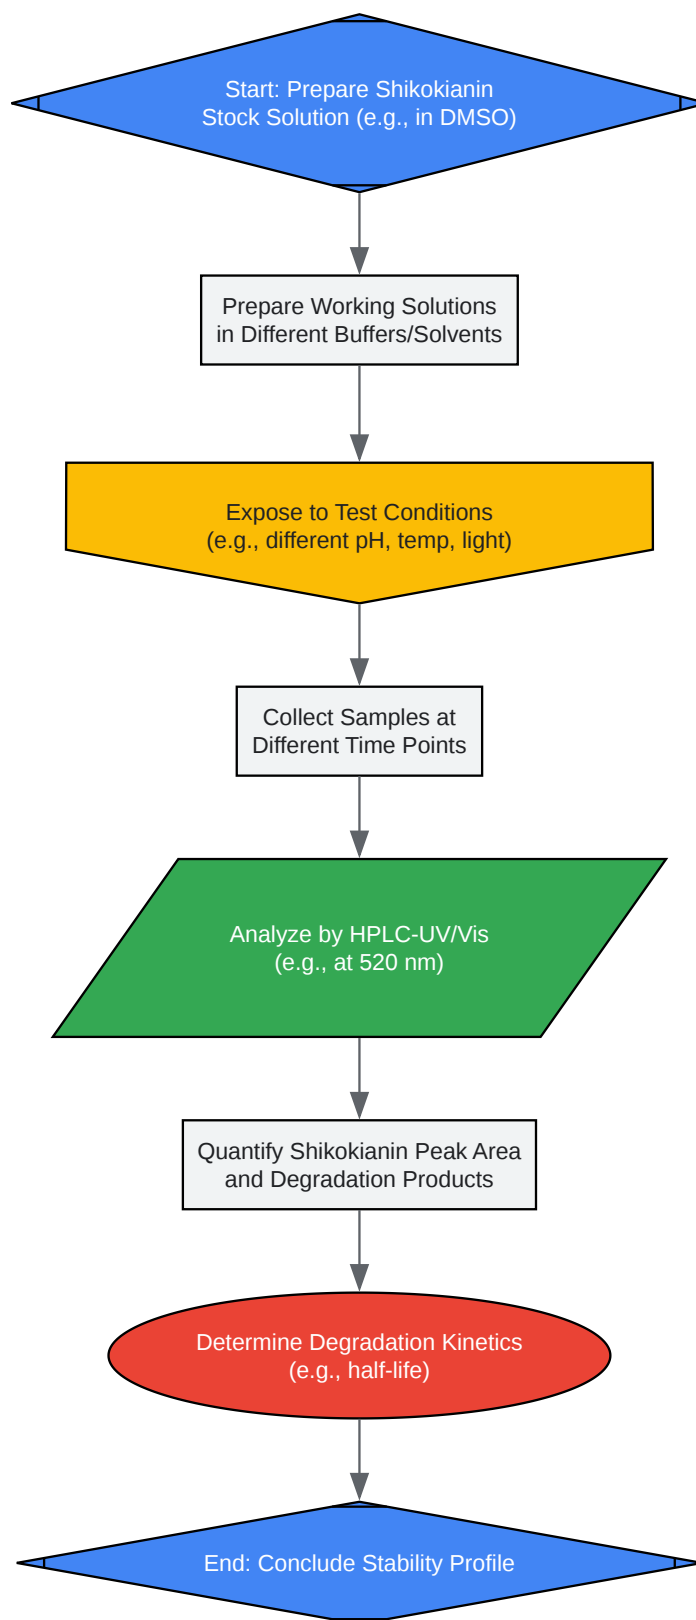 Start: Prepare Shikokianin
Stock Solution (e.g., in DMSO)
Prepare Working Solutions
in Different Buffers/Solvents
Expose to Test Conditions
(e.g., different pH, temp, light)
Collect Samples at
Different Time Points
Analyze by HPLC-UV/Vis
(e.g., at 520 nm)
Quantify Shikokianin Peak Area
and Degradation Products
Determine Degradation Kinetics
(e.g., half-life)
End: Conclude Stability Profile